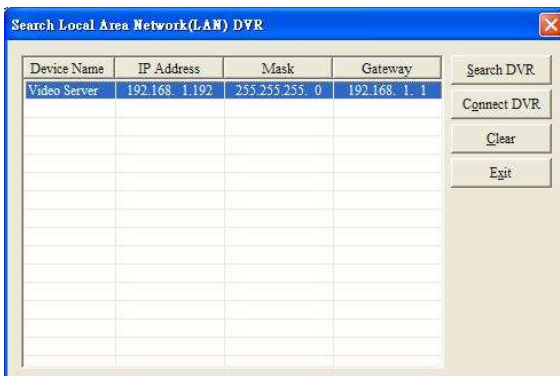 Search Local Area Network(LAN) DVR
Device Name IP Address Mask Gateway
Video Server 192.168. 1.192 255.255.255. 0 192.168. 1. 1
Search DVR
Connect DVR
Clear
Exit